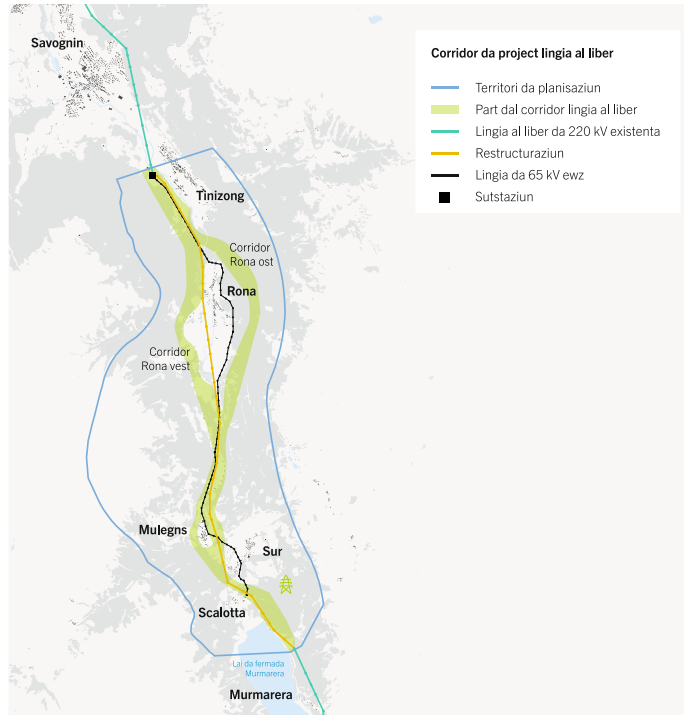 Savognin
Corridor da project lingia al liber
Territori da planisaziun
Part dal corridor lingia al liber
Lingia al liber da 220 kV existenta
Restructuraziun
Lingia da 65 kV ewz
Sutstaziun
Tinizong
Corridor
Rona ost
Rona
Corridor
Rona vest
Mulegns
Sur
Scalotta
Lai da fermada
Murmarera
Murmarera